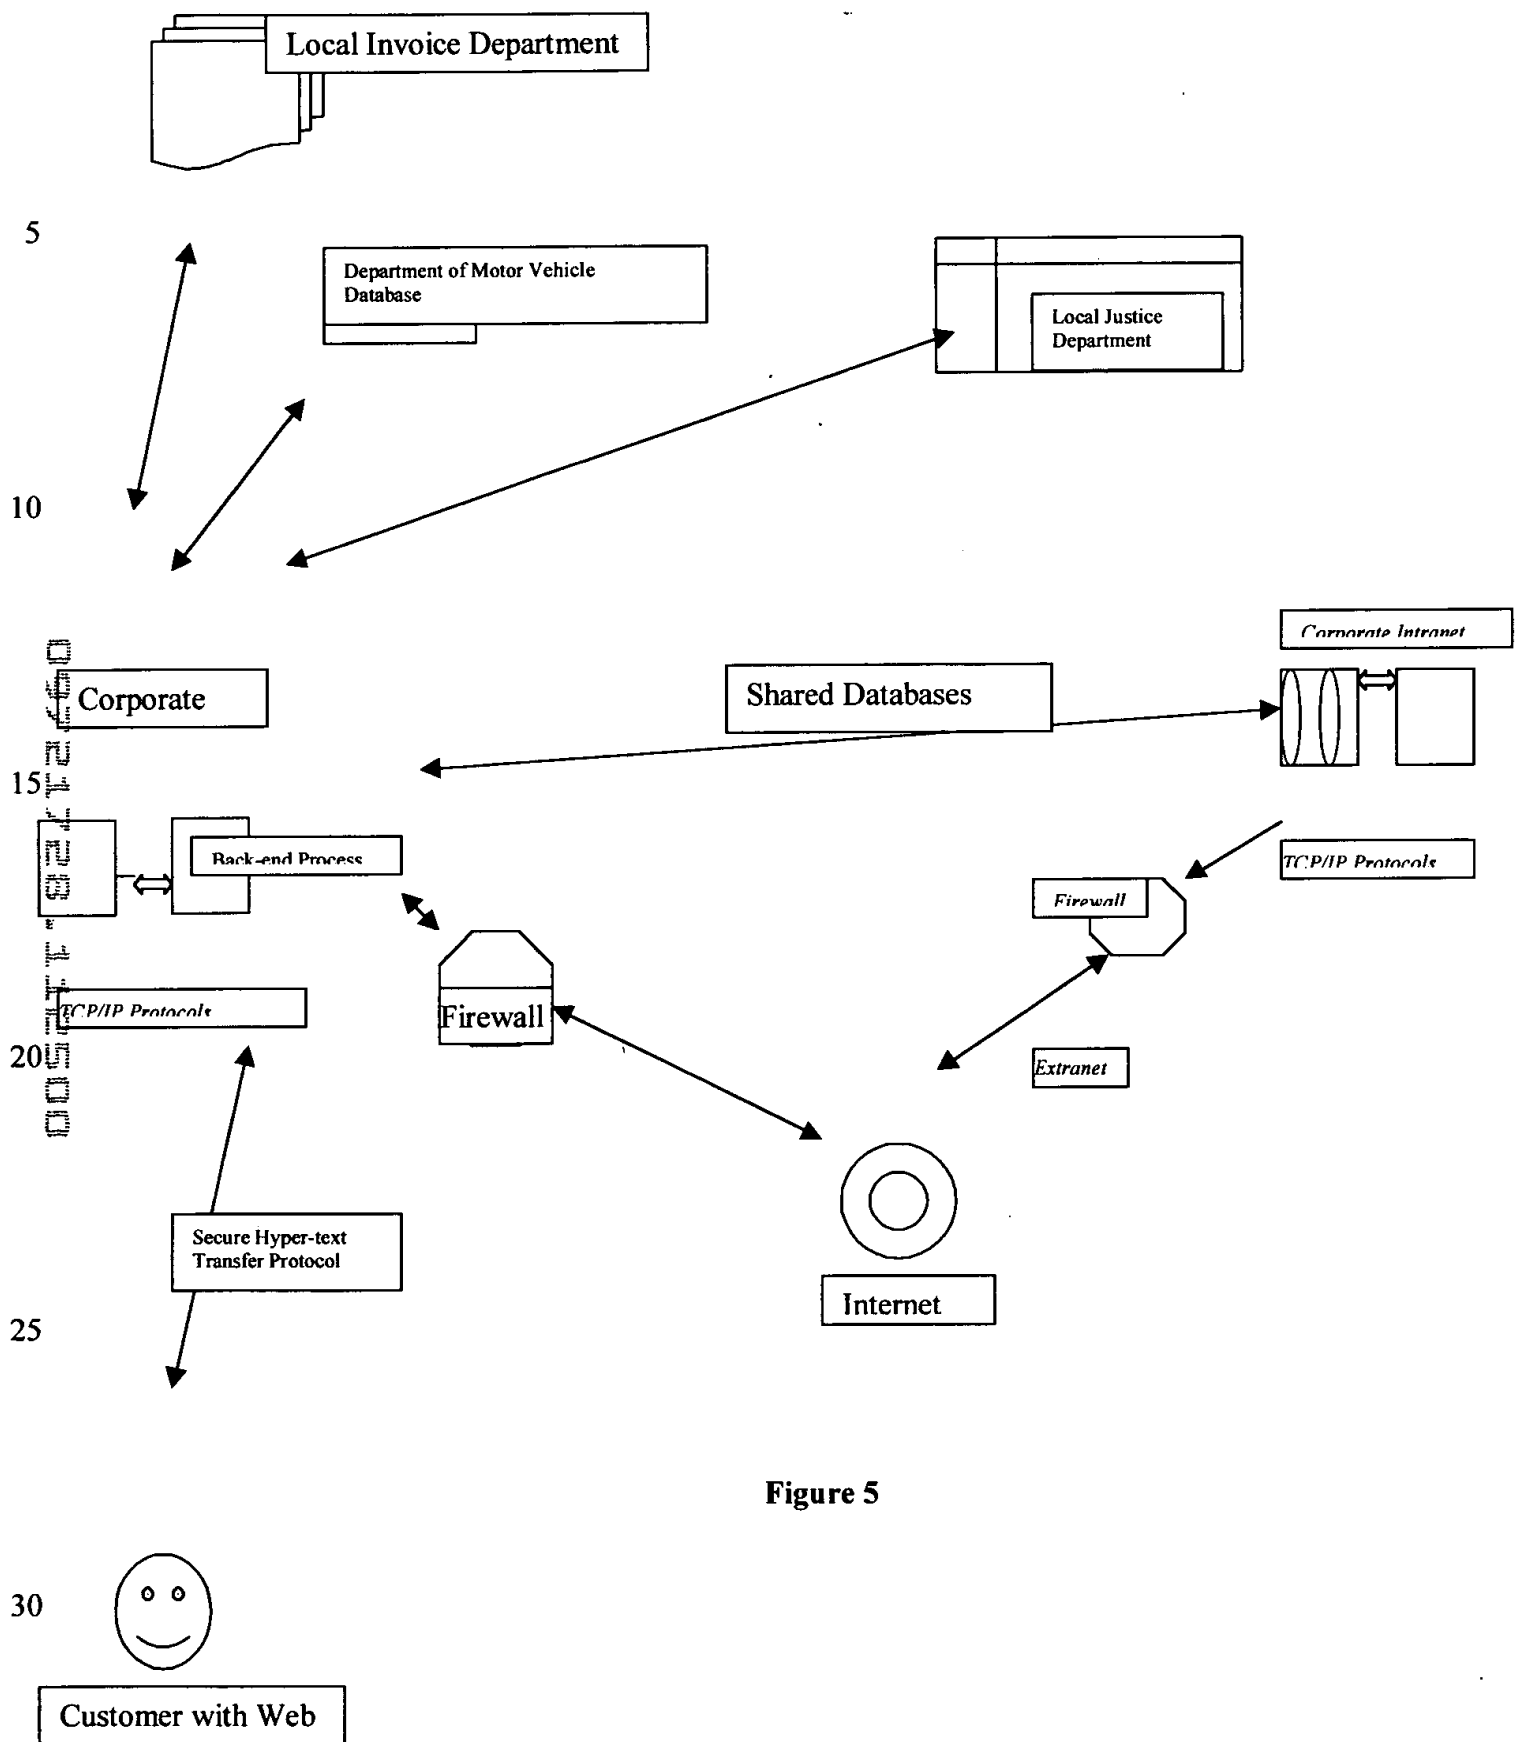 Local Invoice Department
5
Department of Motor Vehicle
Database
Local Justice
Department
10
Corporate Intranet
Corporate
Shared Databases
15
Back-end Process
TCP/IP Protocols
Firewall
TCP/IP Protocols
Firewall
20
Extranet
Secure Hyper-text
Transfer Protocol
Internet
25
Figure 5
30
Customer with Web